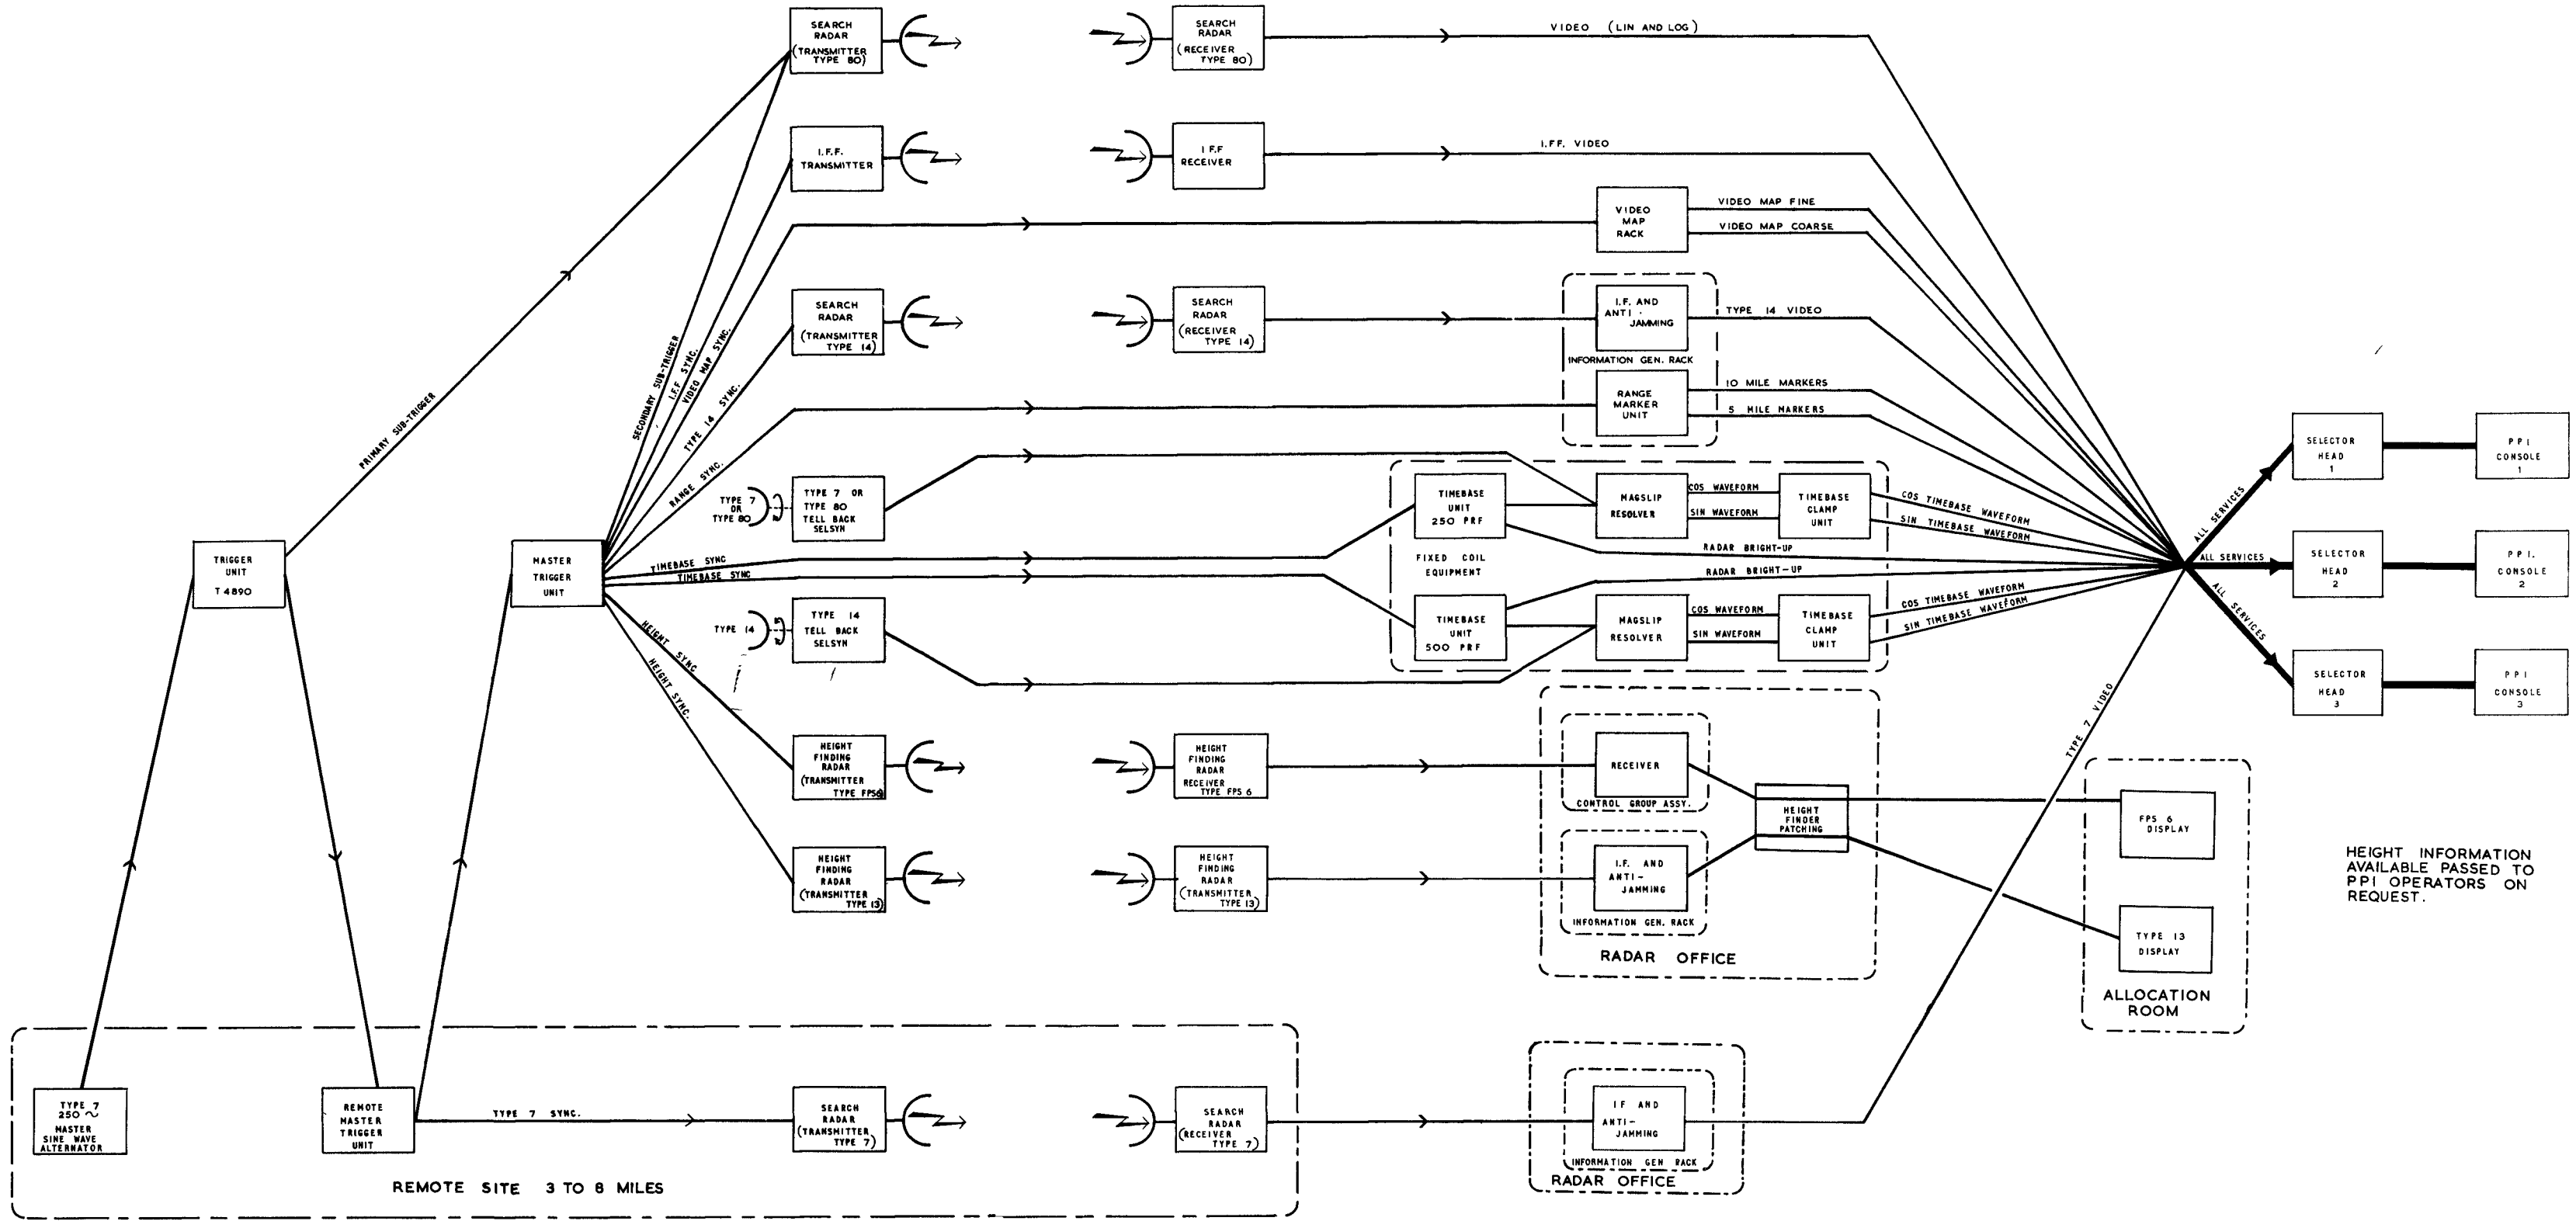 SEARCH
RADAR
(TRANSMITTER
TYPE 80)
SEARCH
RADAR
(RECEIVER
TYPE 80)
VIDEO (LIN AND LOG)
I.F.F.
TRANSMITTER
I F.F
RECEIVER
I.F.F. VIDEO
VIDEO
MAP
RACK
VIDEO MAP FINE
VIDEO MAP COARSE
SEARCH
RADAR
(TRANSMITTER
TYPE 14)
SEARCH
RADAR
(RECEIVER
TYPE 14)
I.F. AND
ANTI-
JAMMING
TYPE 14 VIDEO
INFORMATION GEN. RACK
RANGE
MARKER
UNIT
10 MILE MARKERS
5 MILE MARKERS
PRIMARY SUB-TRIGGER
SECONDARY SUB-TRIGGER
I.F.F SYNC.
VIDEO MAP SYNC.
TYPE 14 SYNC.
RANGE SYNC.
TIMEBASE SYNC
TIMEBASE SYNC
HEIGHT SYNC
HEIGHT SYNC.
TRIGGER
UNIT
T 4890
MASTER
TRIGGER
UNIT
TYPE 7
OR
TYPE 80
TYPE 7 OR
TYPE 80
TELL BACK
SELSYN
TYPE 14
TYPE 14
TELL BACK
SELSYN
TIMEBASE
UNIT
250 PRF
MAGSLIP
RESOLVER
COS WAVEFORM
SIN WAVEFORM
TIMEBASE
CLAMP
UNIT
COS TIMEBASE WAVEFORM
SIN TIMEBASE WAVEFORM
FIXED COIL
EQUIPMENT
RADAR BRIGHT-UP
RADAR BRIGHT-UP
TIMEBASE
UNIT
500 PRF
MAGSLIP
RESOLVER
COS WAVEFORM
SIN WAVEFORM
TIMEBASE
CLAMP
UNIT
COS TIMEBASE WAVEFORM
SIN TIMEBASE WAVEFORM
ALL SERVICES
ALL SERVICES
ALL SERVICES
SELECTOR
HEAD
1
PPI
CONSOLE
1
SELECTOR
HEAD
2
PPI.
CONSOLE
2
SELECTOR
HEAD
3
PPI
CONSOLE
3
TYPE 7 VIDEO
HEIGHT
FINDING
RADAR
(TRANSMITTER
TYPE FPS6)
HEIGHT
FINDING
RADAR
RECEIVER
TYPE FPS 6
RECEIVER
CONTROL GROUP ASSY.
HEIGHT
FINDER
PATCHING
FPS 6
DISPLAY
HEIGHT
FINDING
RADAR
(TRANSMITTER
TYPE 13)
HEIGHT
FINDING
RADAR
(TRANSMITTER
TYPE 13)
I.F. AND
ANTI-
JAMMING
INFORMATION GEN. RACK
RADAR OFFICE
TYPE 13
DISPLAY
ALLOCATION
ROOM
HEIGHT INFORMATION
AVAILABLE PASSED TO
PPI OPERATORS ON
REQUEST.
TYPE 7
250 ~
MASTER
SINE WAVE
ALTERNATOR
REMOTE
MASTER
TRIGGER
UNIT
TYPE 7 SYNC.
SEARCH
RADAR
(TRANSMITTER
TYPE 7)
SEARCH
RADAR
(RECEIVER
TYPE 7)
I F AND
ANTI-
JAMMING
INFORMATION GEN RACK
RADAR OFFICE
REMOTE SITE 3 TO 8 MILES